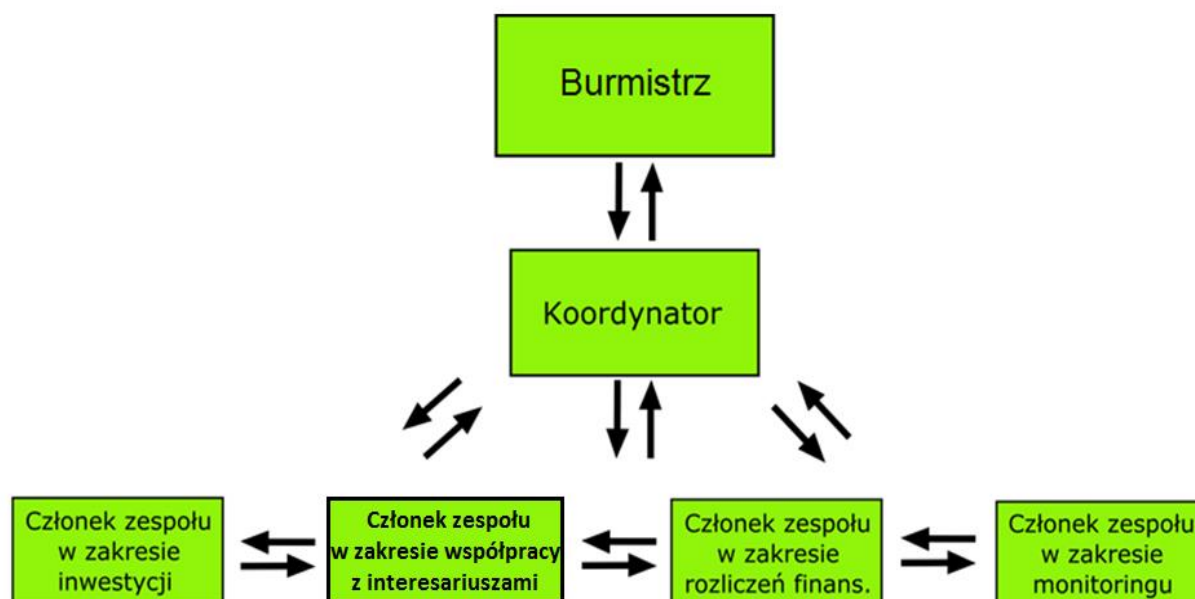 Burmistrz
Koordynator
Członek zespołu
w zakresie
inwestycji
Członek zespołu
w zakresie współpracy
z interesariuszami
Członek zespołu
w zakresie
rozliczeń finans.
Członek zespołu
w zakresie
monitoringu